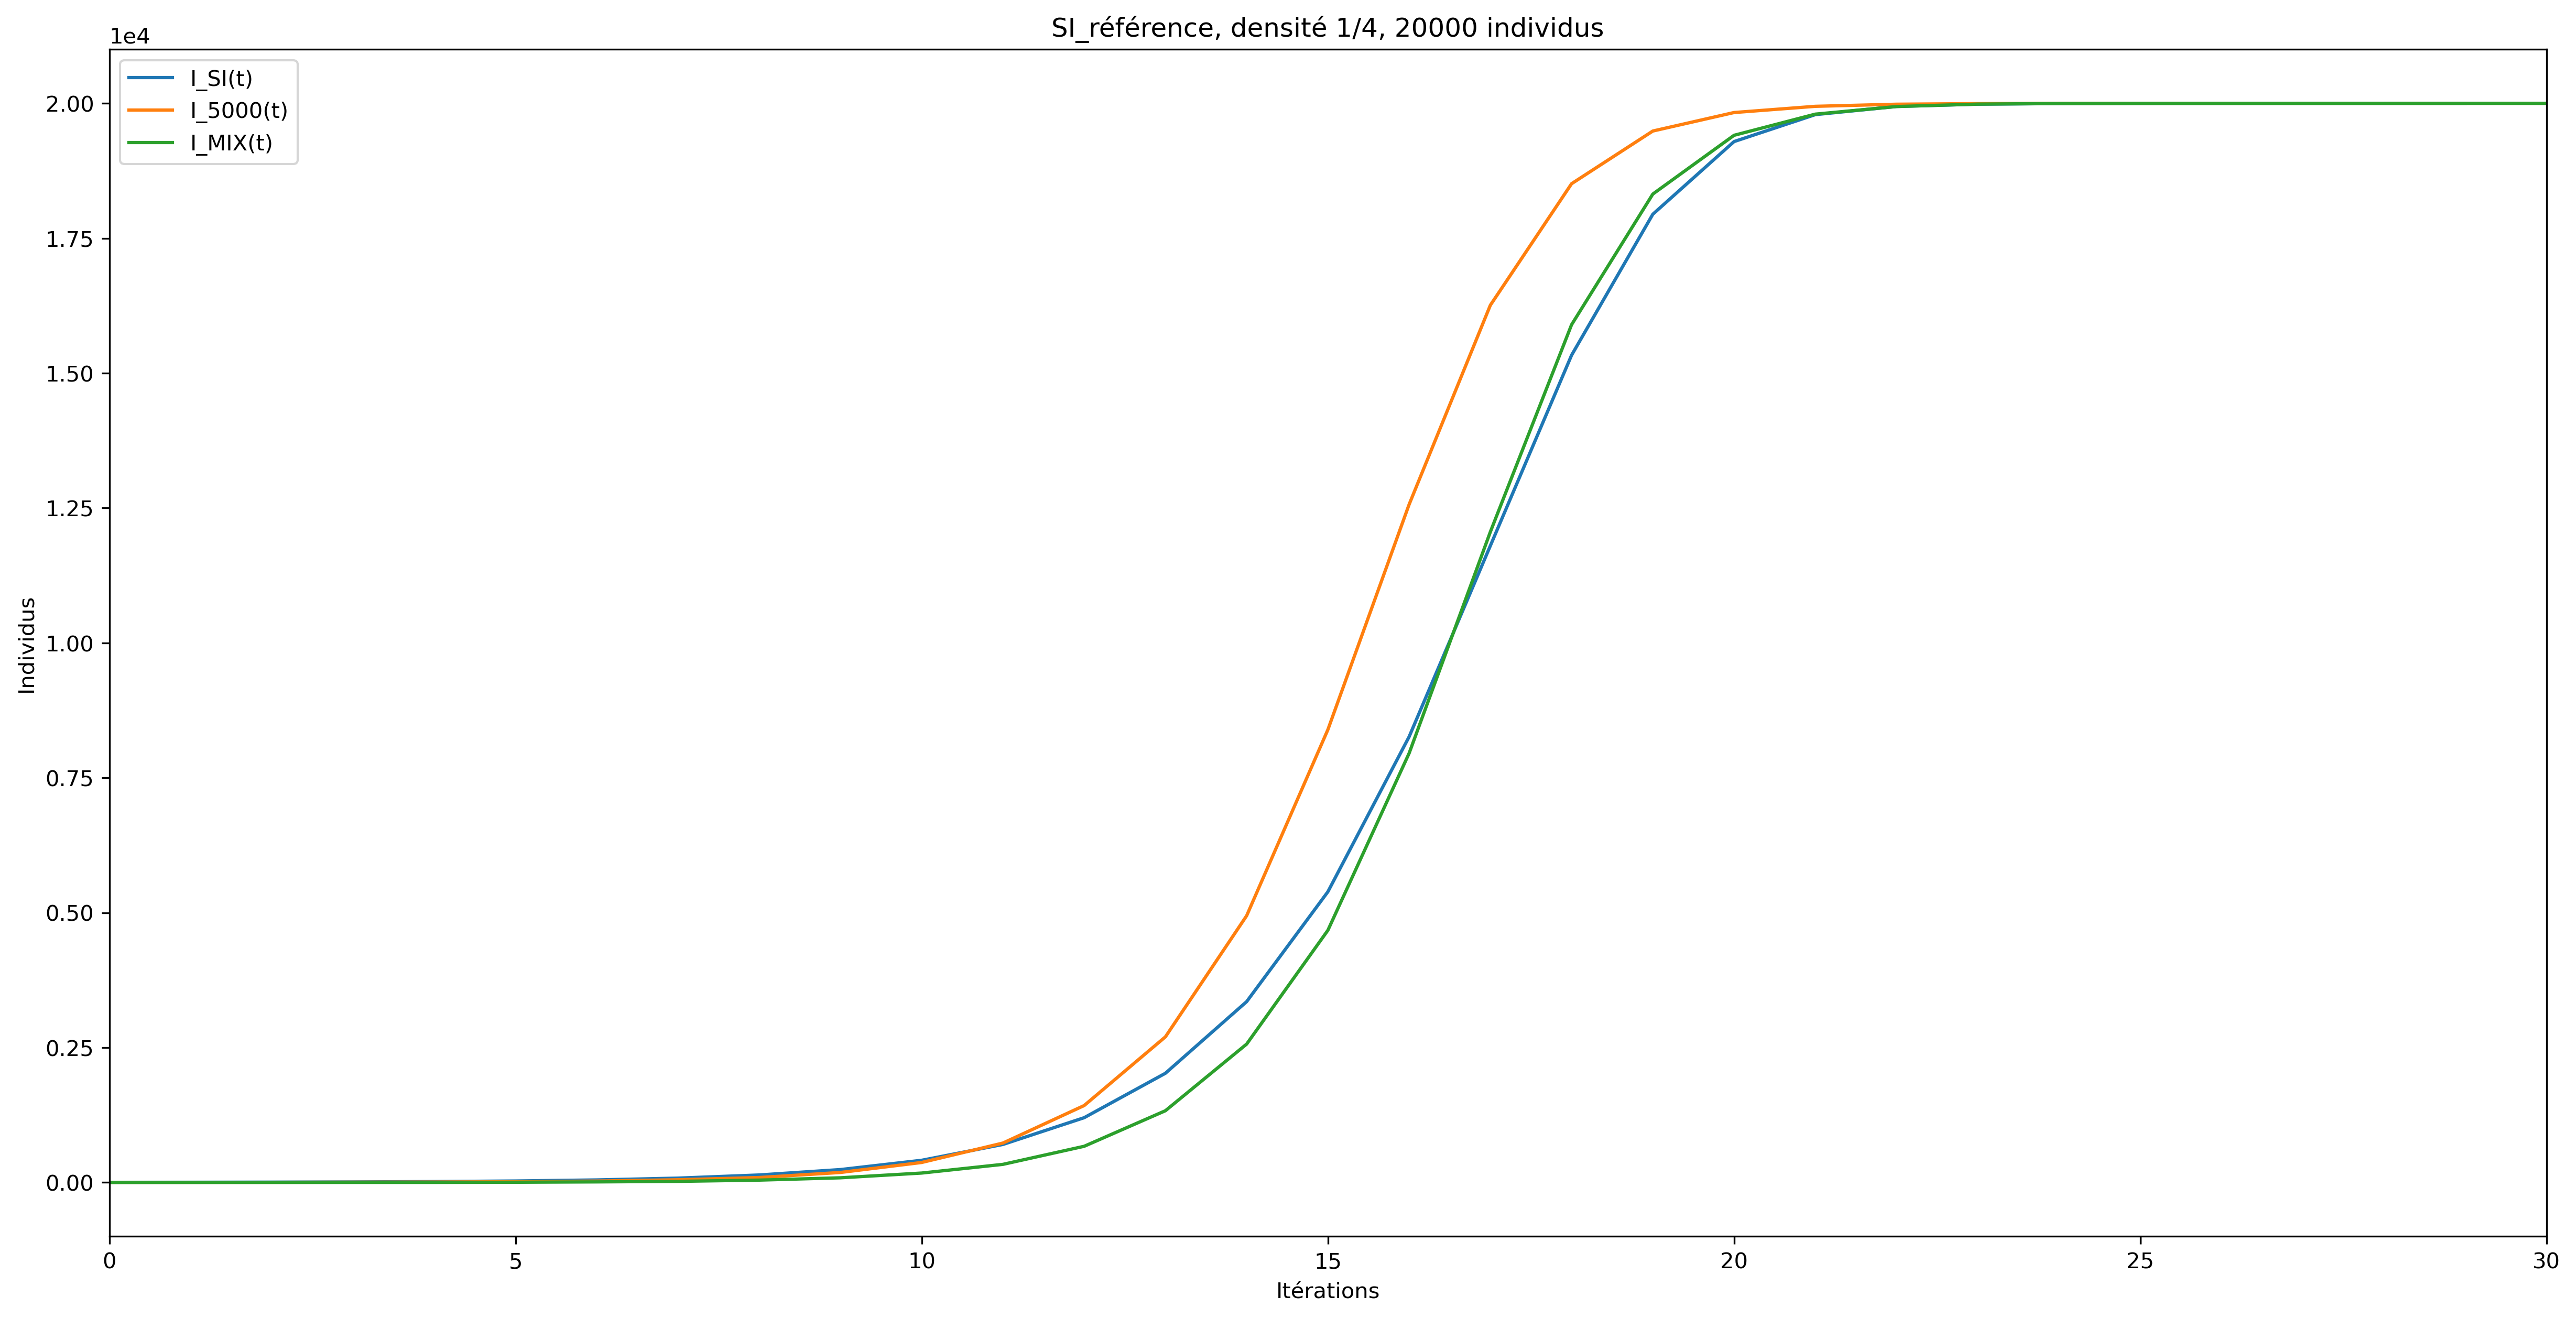 SI_référence, densité 1/4, 20000 individus
1e4
I_SI(t)
I_5000(t)
I_MIX(t)
2.00
1.75
1.50
1.25
1.00
0.75
0.50
0.25
0.00
Individus
0 5 10 15 20 25 30
Itérations